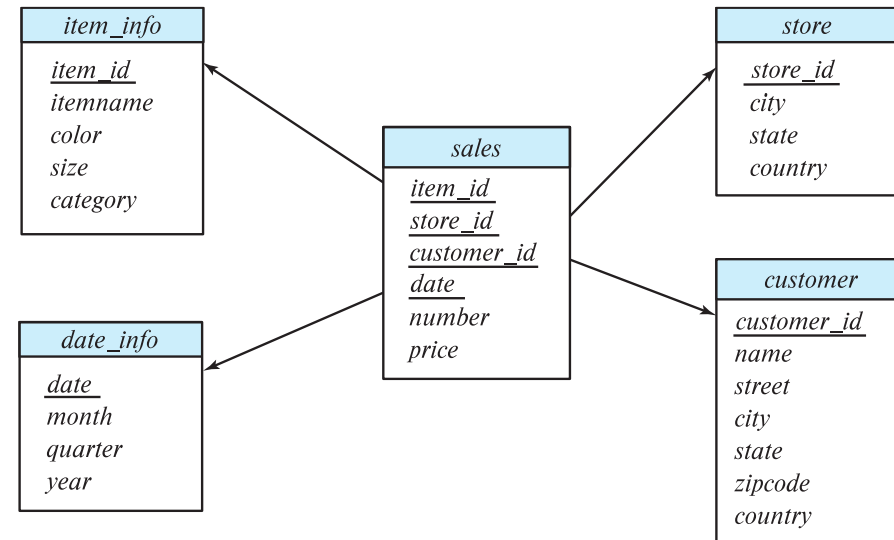 item_info
item_id
itemname
color
size
category
store
store_id
city
state
country
sales
item_id
store_id
customer_id
date
number
price
date_info
date
month
quarter
year
customer
customer_id
name
street
city
state
zipcode
country